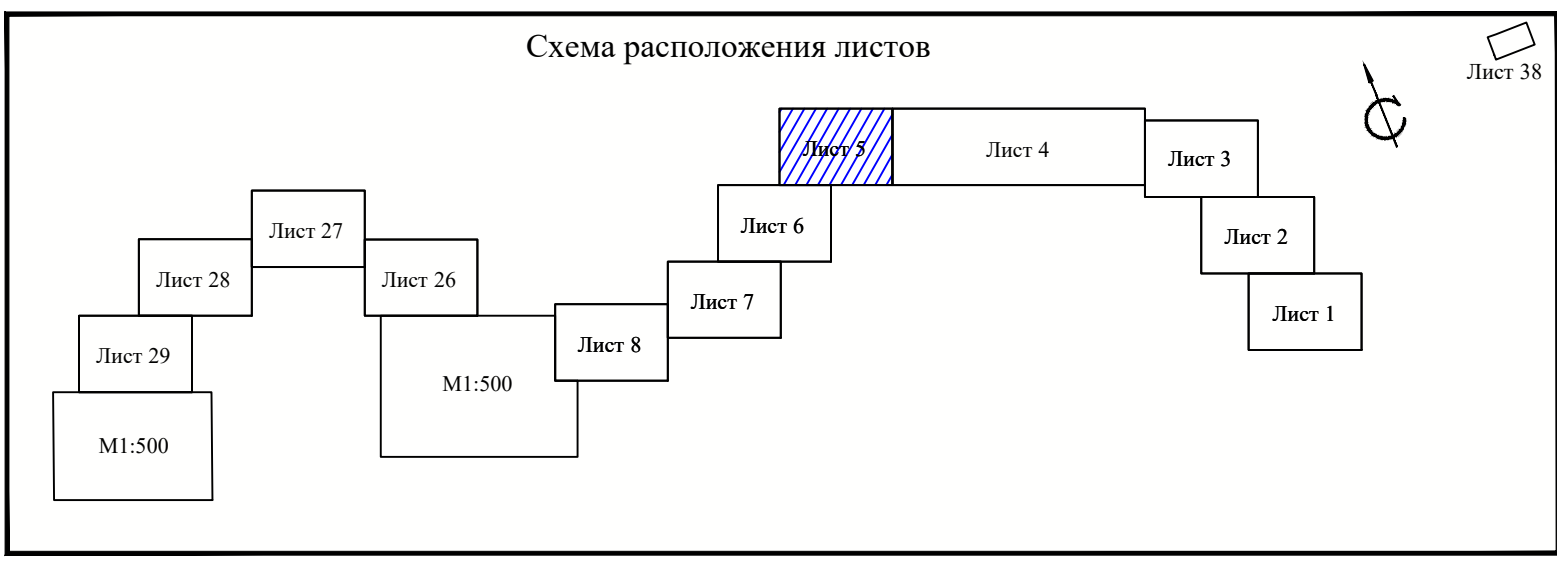 Схема расположения листов
Лист 38
Лист 5
Лист 4
Лист 3
Лист 27
Лист 6
Лист 2
Лист 28
Лист 26
Лист 7
Лист 1
Лист 29
М1:500
Лист 8
М1:500
С